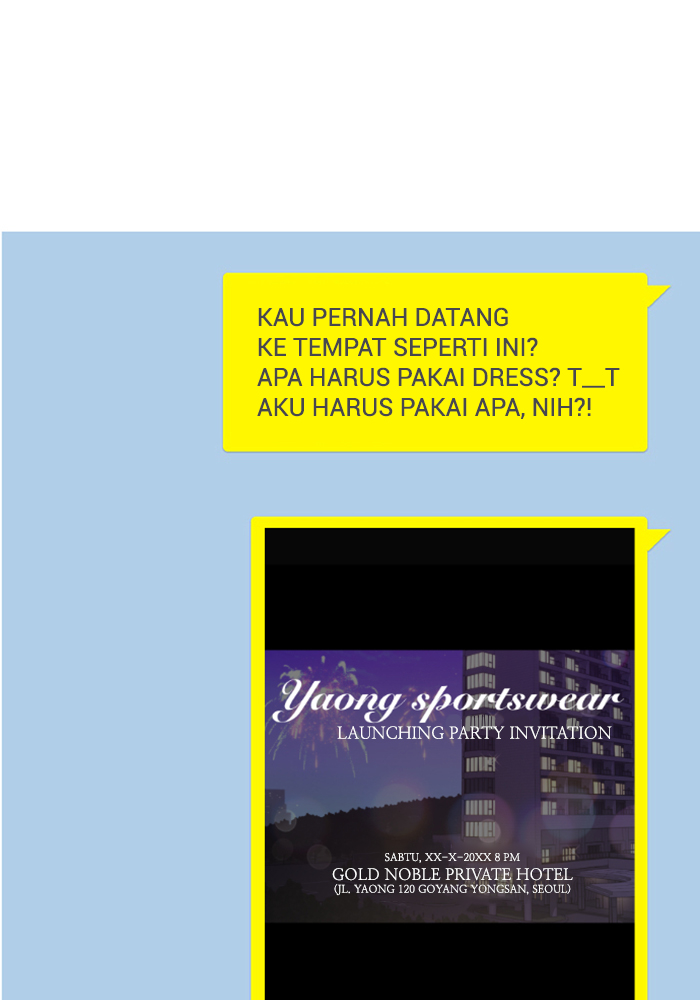 KAU PERNAH DATANG
KE TEMPAT SEPERTI INI?
APA HARUS PAKAI DRESS? T__T
AKU HARUS PAKAI APA, NIH?!
Yaong sportswear
LAUNCHING PARTY INVITATION
SABTU, XX-X-20XX 8 PM
GOLD NOBLE PRIVATE HOTEL
(JL. YAONG 120 GOYANG YONGSAN, SEOUL)